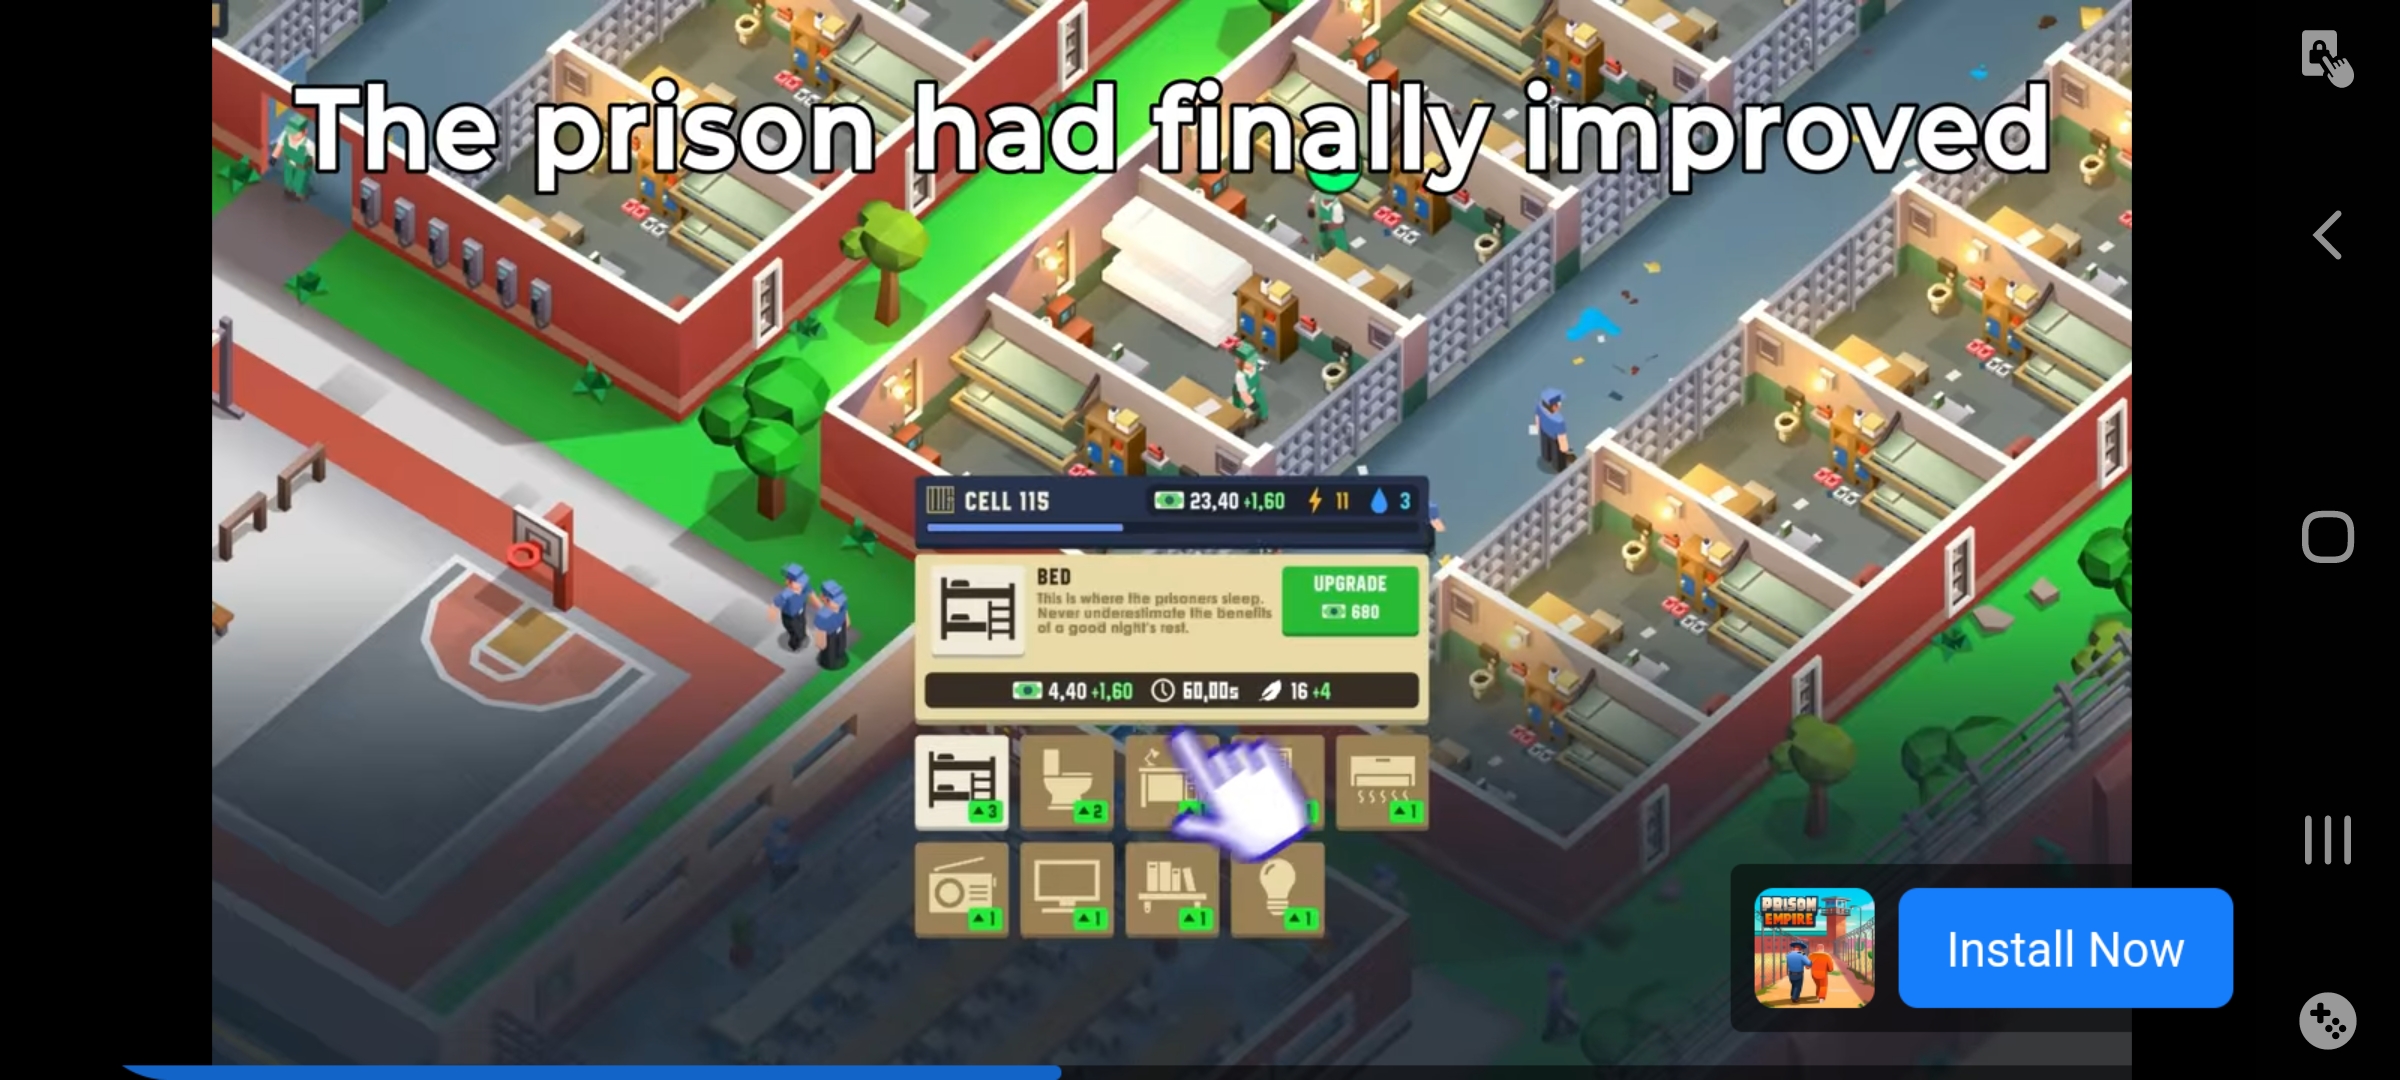 The prison had finally improved
CELL 115
23,40 +1,60
11
3
BED
This is where the prisoners sleep.
Never underestimate the benefits
of a good night's rest.
UPGRADE
680
4,40 +1,60
60,00s
16 +4
3
2
1
1
1
1
1
1
PRISON
EMPIRE
Install Now